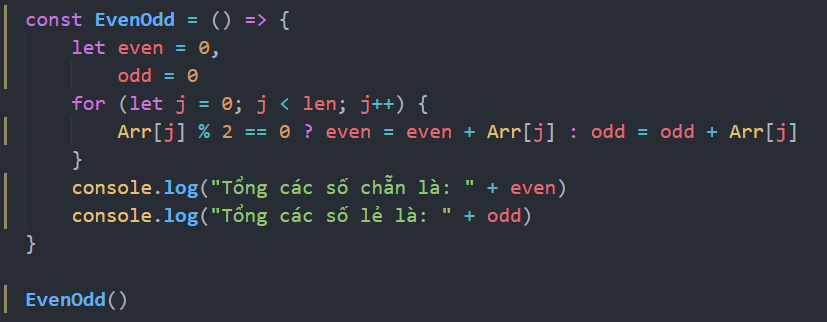 const EvenOdd = () => {
    let even = 0,
        odd = 0
    for (let j = 0; j < len; j++) {
        Arr[j] % 2 == 0 ? even = even + Arr[j] : odd = odd + Arr[j]
    }
    console.log("Tổng các số chẵn là: " + even)
    console.log("Tổng các số lẻ là: " + odd)
}
EvenOdd()